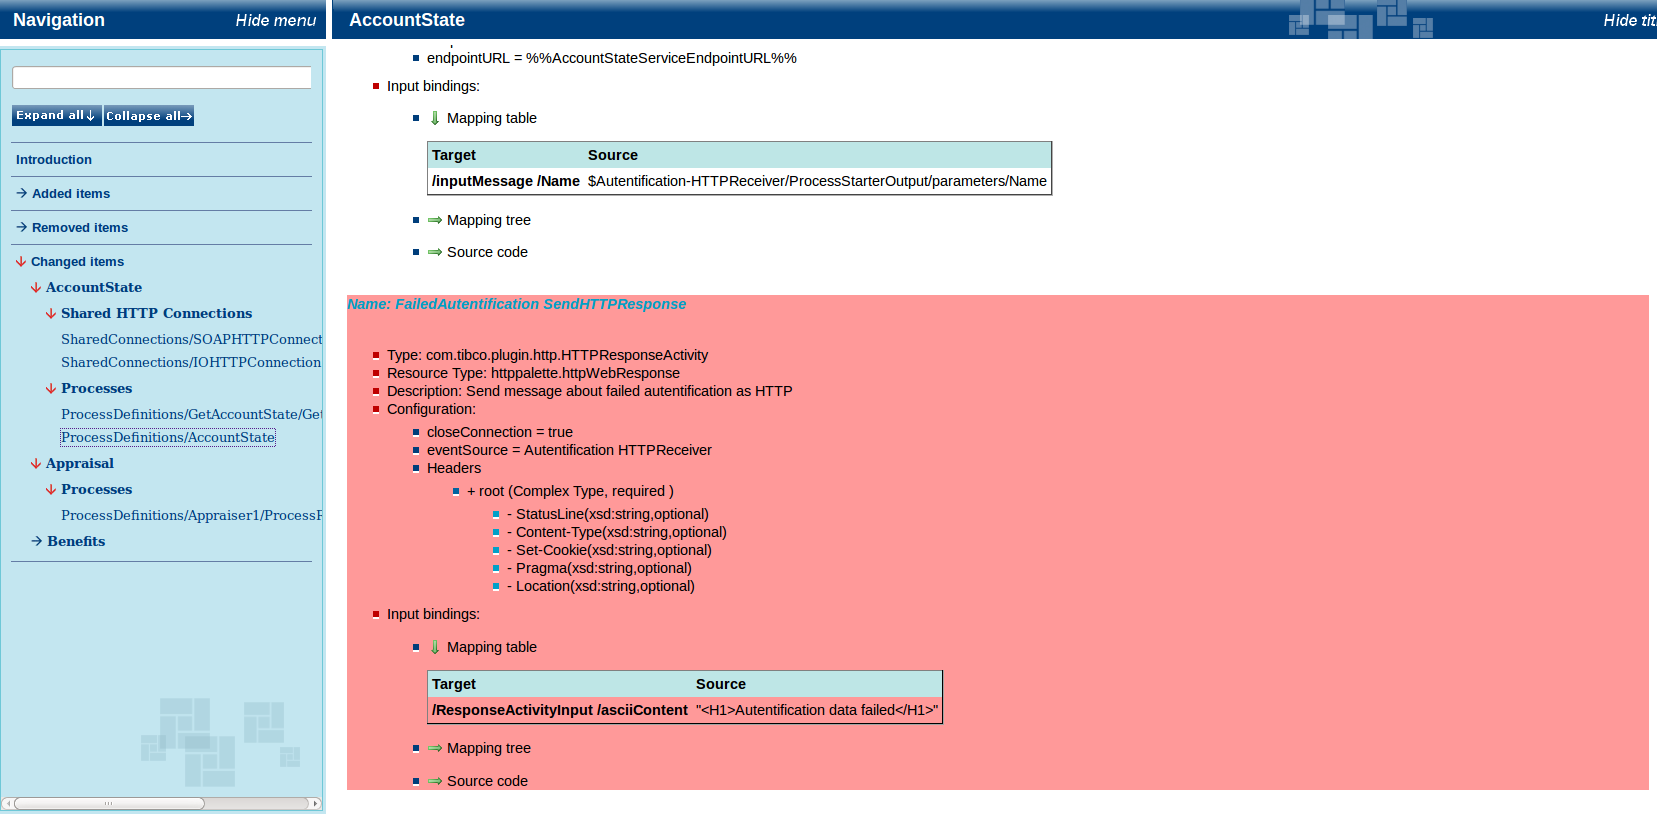 Navigation
Hide menu
Expand all
Collapse all
Introduction
Added items
Removed items
Changed items
AccountState
Shared HTTP Connections
SharedConnections/SOAPHTTPConnect
SharedConnections/IOHTTPConnection
Processes
ProcessDefinitions/GetAccountState/Get
ProcessDefinitions/AccountState
Appraisal
Processes
ProcessDefinitions/Appraiser1/ProcessF
Benefits
AccountState
Hide tit
endpointURL = %%AccountStateServiceEndpointURL%%
Input bindings:
Mapping table
Target Source
/inputMessage /Name $Autentification-HTTPReceiver/ProcessStarterOutput/parameters/Name
Mapping tree
Source code
Name: FailedAutentification SendHTTPResponse
Type: com.tibco.plugin.http.HTTPResponseActivity
Resource Type: httppalette.httpWebResponse
Description: Send message about failed autentification as HTTP
Configuration:
closeConnection = true
eventSource = Autentification HTTPReceiver
Headers
+ root (Complex Type, required )
- StatusLine(xsd:string,optional)
- Content-Type(xsd:string,optional)
- Set-Cookie(xsd:string,optional)
- Pragma(xsd:string,optional)
- Location(xsd:string,optional)
Input bindings:
Mapping table
Target Source
/ResponseActivityInput /asciiContent "<H1>Autentification data failed</H1>"
Mapping tree
Source code